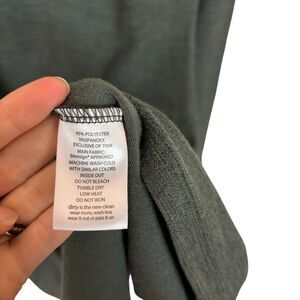 95% POLYESTER
5%SPANDEX
EXCLUSIVE OF TRIM
MAIN FABRIC:
bluesign® APPROVED
MACHINE WASH COLD
WITH SIMILAR COLORS
INSIDE OUT
DO NOT BLEACH
TUMBLE DRY
LOW HEAT
DO NOT IRON
dirty is the new clean
wear more, wash less
wear it out or pass it on